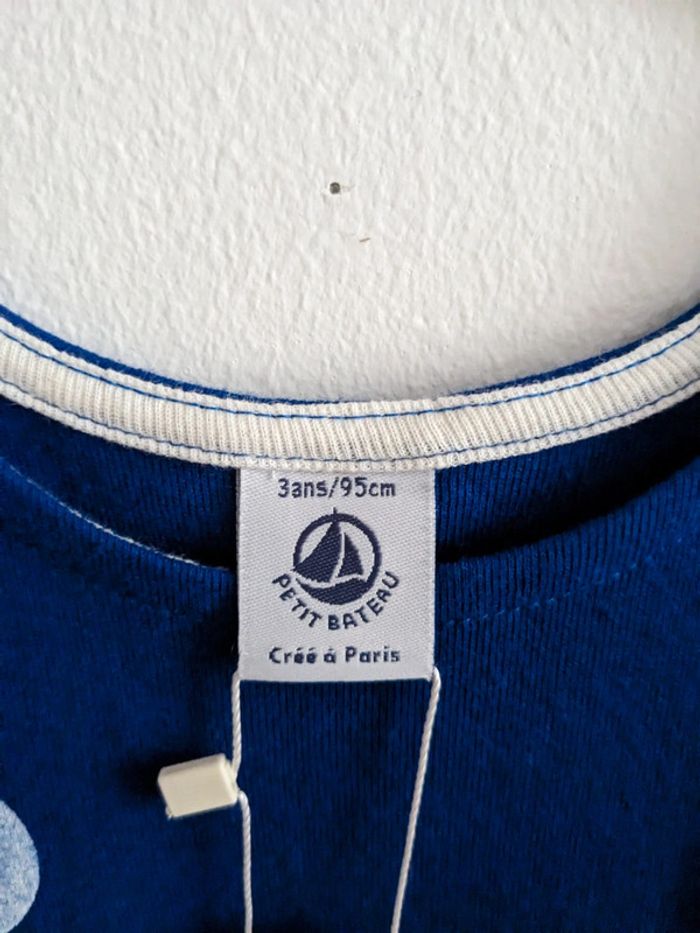 3ans/95cm
PETIT BATEAU
Créé à Paris